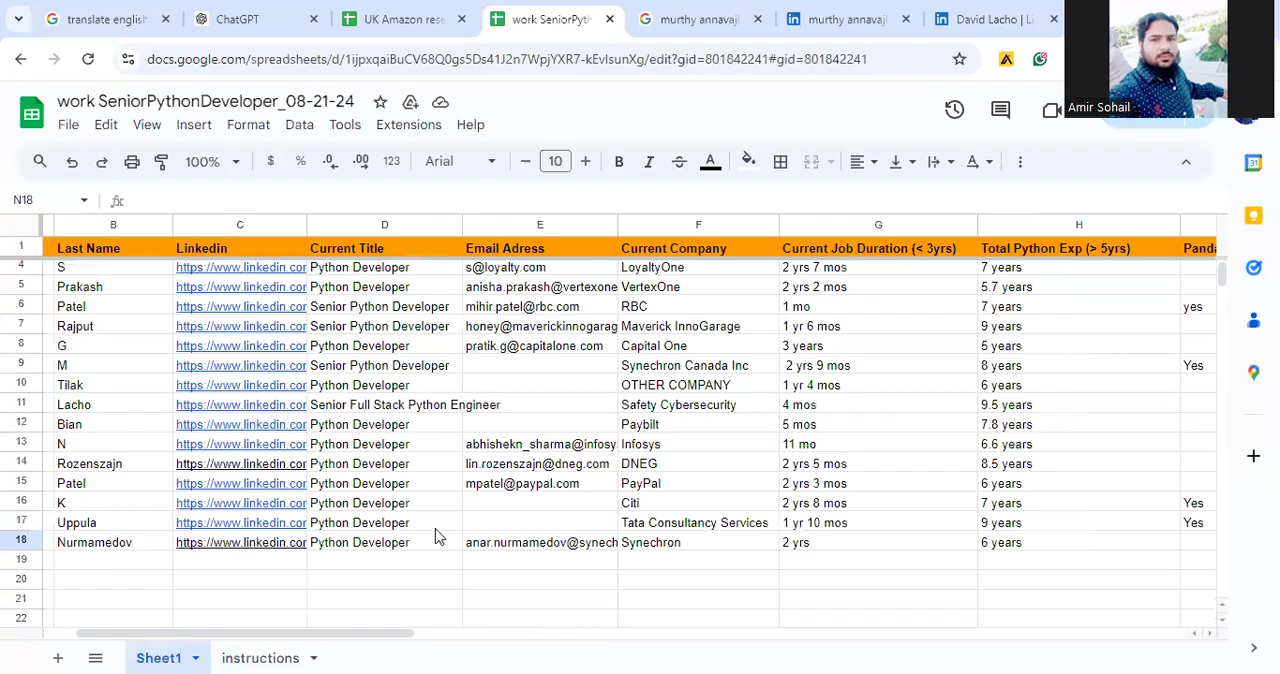 translate english
ChatGPT
UK Amazon rese
work SeniorPyth
murthy annavaj
murthy annavaj
David Lacho | Li
docs.google.com/spreadsheets/d/1ijpxqaiBuCV68Q0gs5Ds41J2n7WpjYXR7-kEvIsunXg/edit?gid=801842241#gid=801842241
Amir Sohail
work SeniorPythonDeveloper_08-21-24
File Edit View Insert Format Data Tools Extensions Help
100% $ % .0 .00 123 Arial 10 B I A
N18 fx
B C D E F G H
1 Last Name Linkedin Current Title Email Adress Current Company Current Job Duration (< 3yrs) Total Python Exp (> 5yrs) Panda
4 S https://www.linkedin.cor Python Developer s@loyalty.com LoyaltyOne 2 yrs 7 mos 7 years
5 Prakash https://www.linkedin.cor Python Developer anisha.prakash@vertexone VertexOne 2 yrs 2 mos 5.7 years
6 Patel https://www.linkedin.cor Senior Python Developer mihir.patel@rbc.com RBC 1 mo 7 years yes
7 Rajput https://www.linkedin.cor Senior Python Developer honey@maverickinnogarag Maverick InnoGarage 1 yr 6 mos 9 years
8 G https://www.linkedin.cor Python Developer pratik.g@capitalone.com Capital One 3 years 5 years
9 M https://www.linkedin.cor Senior Python Developer Synechron Canada Inc 2 yrs 9 mos 8 years Yes
10 Tilak https://www.linkedin.cor Python Developer OTHER COMPANY 1 yr 4 mos 6 years
11 Lacho https://www.linkedin.cor Senior Full Stack Python Engineer Safety Cybersecurity 4 mos 9.5 years
12 Bian https://www.linkedin.cor Python Developer Paybilt 5 mos 7.8 years
13 N https://www.linkedin.cor Python Developer abhishekn_sharma@infosy Infosys 11 mo 6.6 years
14 Rozenszajn https://www.linkedin.cor Python Developer lin.rozenszajn@dneg.com DNEG 2 yrs 5 mos 8.5 years
15 Patel https://www.linkedin.cor Python Developer mpatel@paypal.com PayPal 2 yrs 3 mos 6 years
16 K https://www.linkedin.cor Python Developer Citi 2 yrs 8 mos 7 years Yes
17 Uppula https://www.linkedin.cor Python Developer Tata Consultancy Services 1 yr 10 mos 9 years Yes
18 Nurmamedov https://www.linkedin.cor Python Developer anar.nurmamedov@synech Synechron 2 yrs 6 years
19
20
21
22
Sheet1 instructions